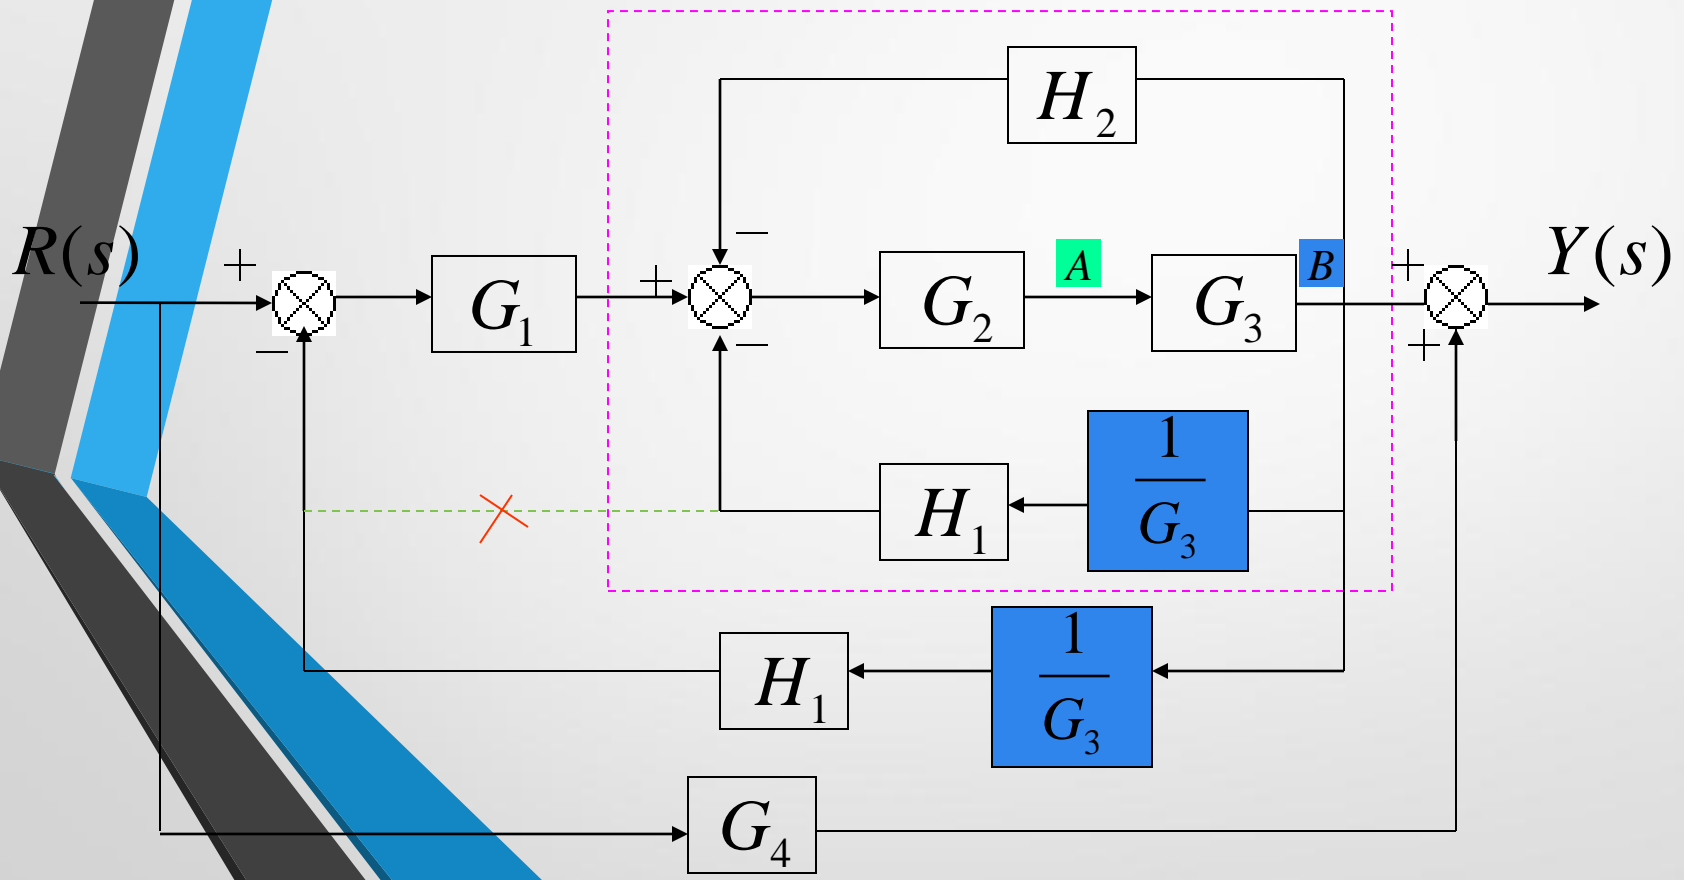 H₂
—
R(s) + + — G₁ G₂ A G₃ B + Y(s)
— — +
H₁ 1/G₃
H₁ 1/G₃
G₄